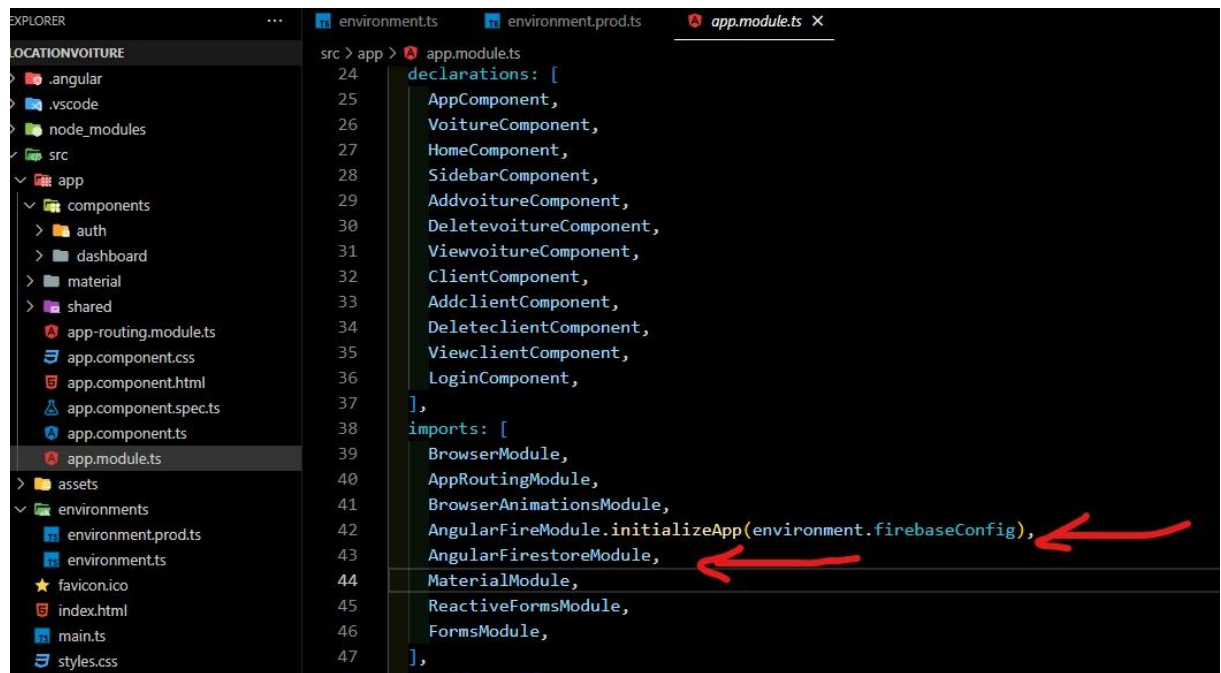 EXPLORER ... environment.ts environment.prod.ts app.module.ts ×
LOCATIONVOITURE src > app > app.module.ts
> .angular
> .vscode
> node_modules
src
app
components
> auth
> dashboard
> material
> shared
app-routing.module.ts
app.component.css
app.component.html
app.component.spec.ts
app.component.ts
app.module.ts
> assets
environments
environment.prod.ts
environment.ts
favicon.ico
index.html
main.ts
styles.css
24 declarations: [
25 AppComponent,
26 VoitureComponent,
27 HomeComponent,
28 SidebarComponent,
29 AddvoitureComponent,
30 DeletevoitureComponent,
31 ViewvoitureComponent,
32 ClientComponent,
33 AddclientComponent,
34 DeleteclientComponent,
35 ViewclientComponent,
36 LoginComponent,
37 ],
38 imports: [
39 BrowserModule,
40 AppRoutingModule,
41 BrowserAnimationsModule,
42 AngularFireModule.initializeApp(environment.firebaseConfig),
43 AngularFirestoreModule,
44 MaterialModule,
45 ReactiveFormsModule,
46 FormsModule,
47 ],